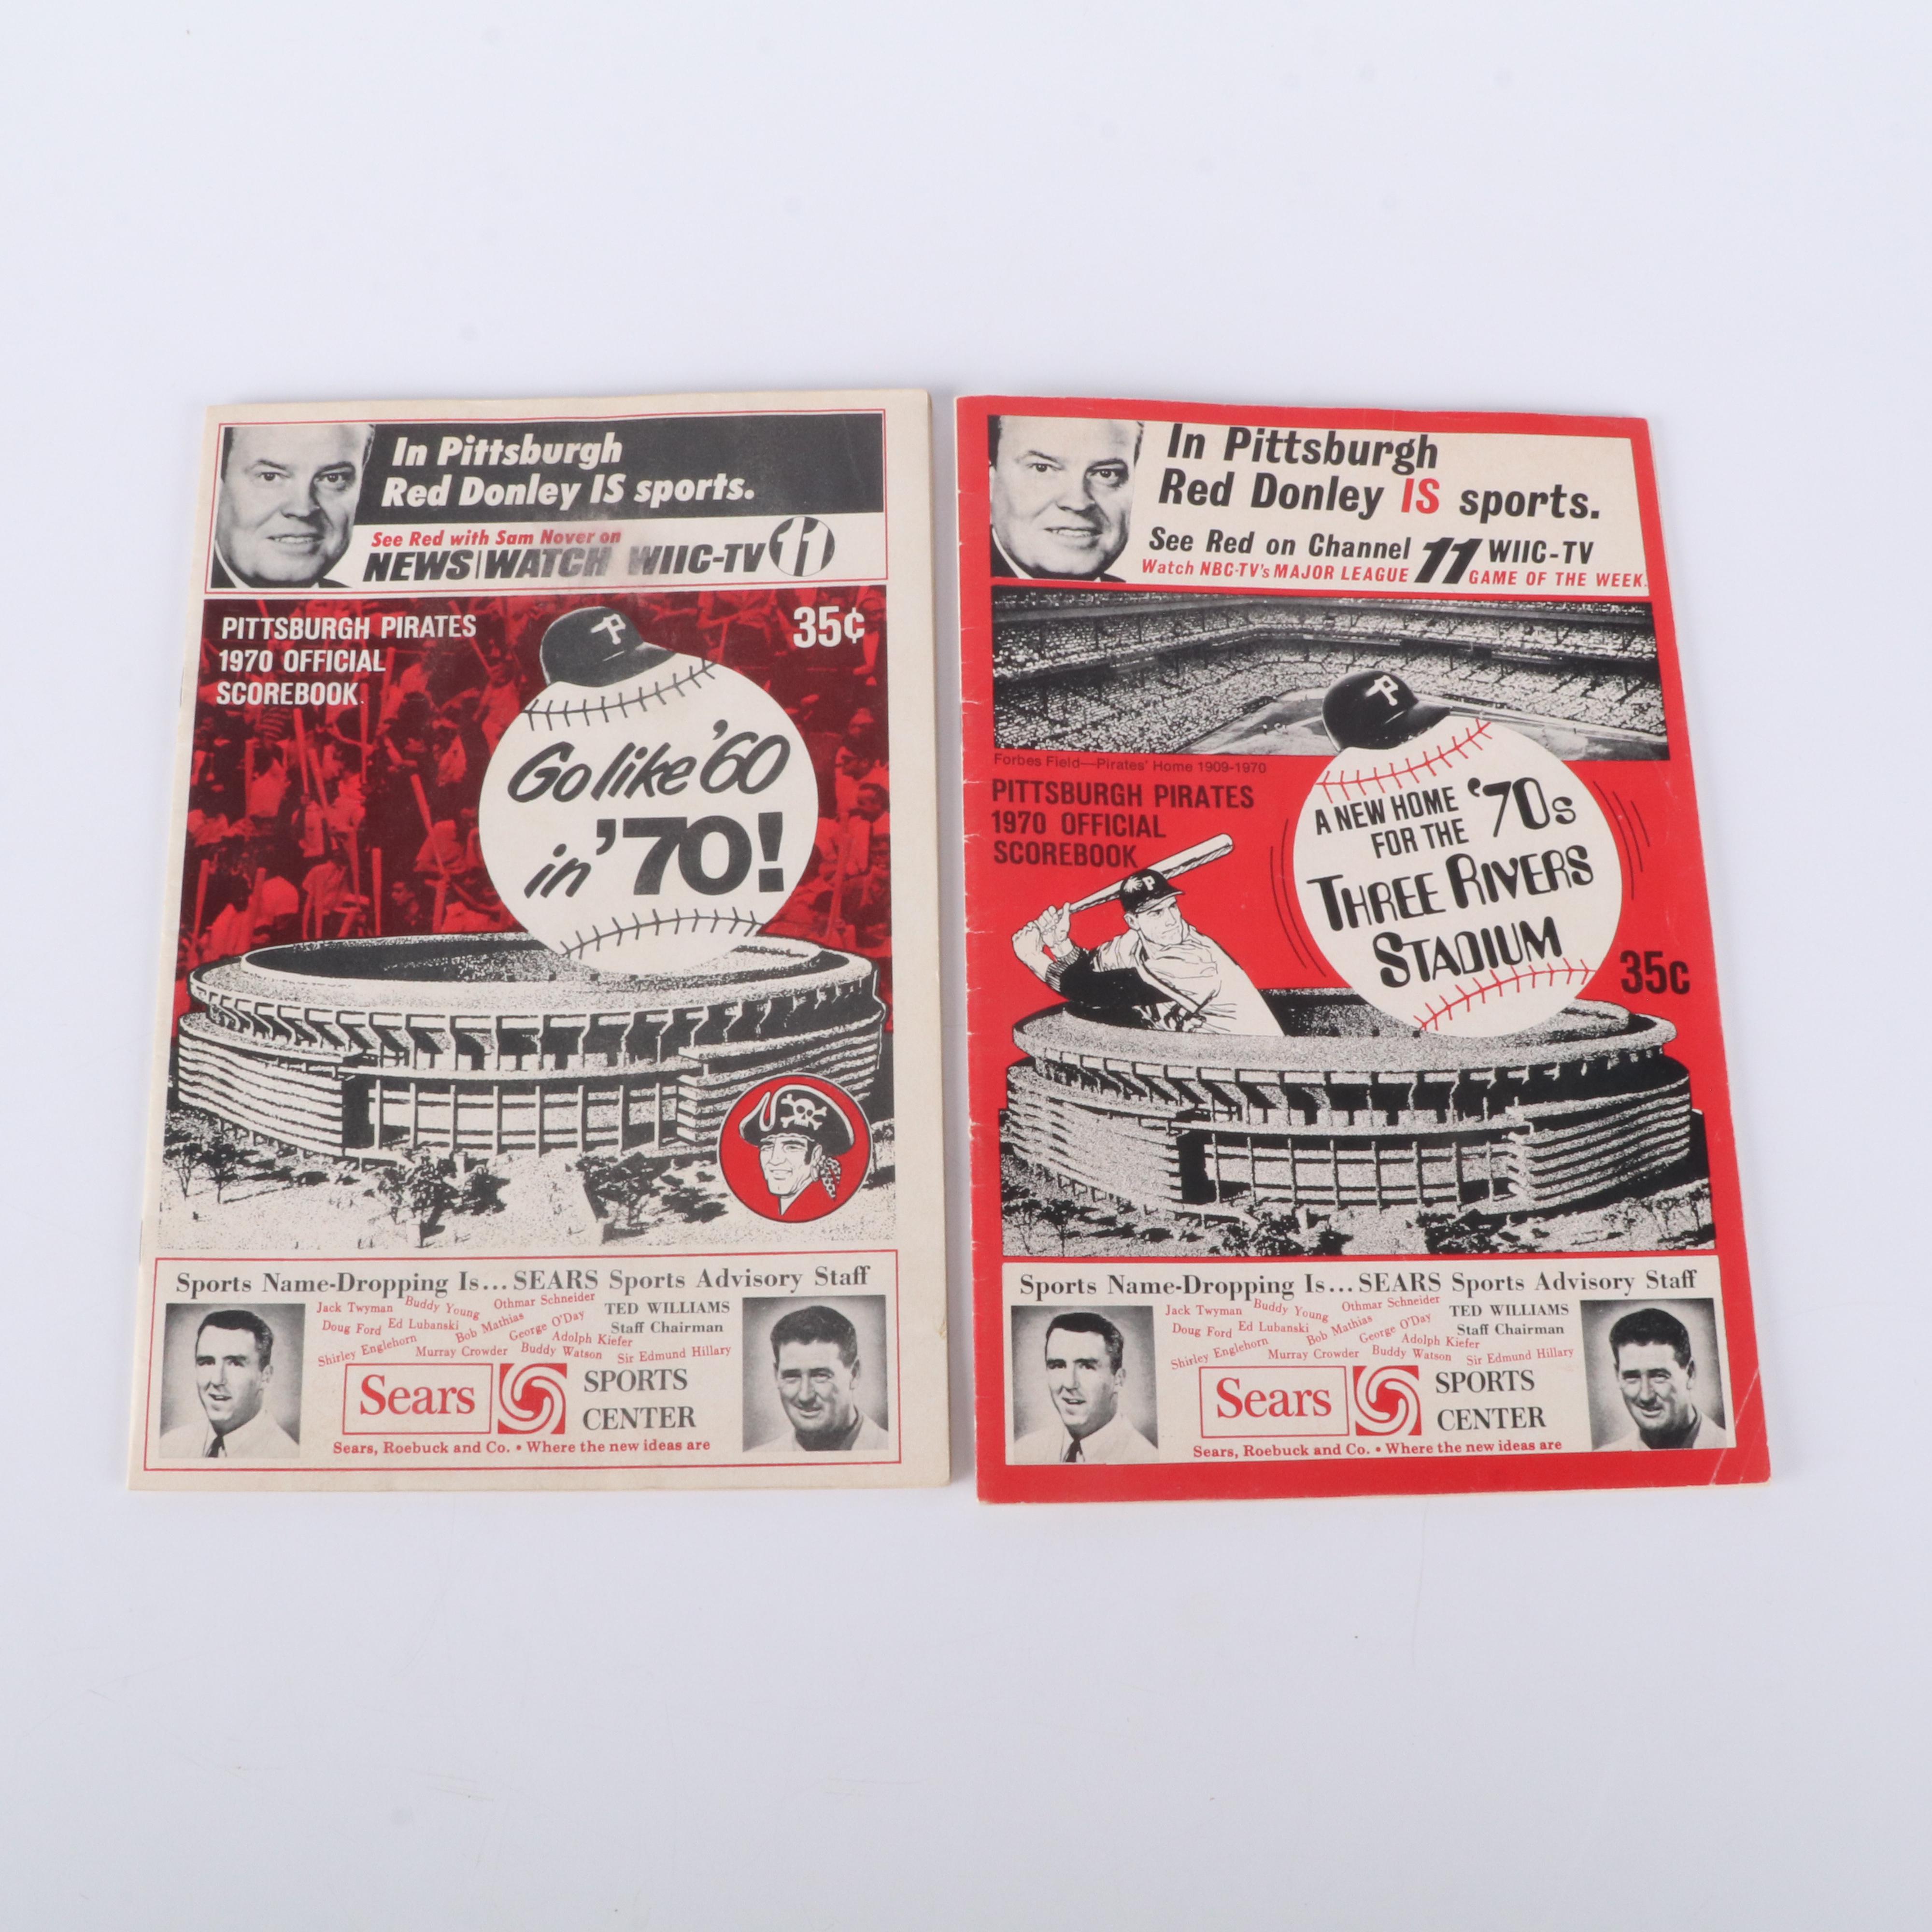 In Pittsburgh
Red Donley IS sports.
See Red with Sam Nover on
NEWS|WATCH WIIC-TV 11
PITTSBURGH PIRATES
1970 OFFICIAL
SCOREBOOK
35¢
P
Go like '60
in '70!
Sports Name-Dropping Is... SEARS Sports Advisory Staff
Jack Twyman Buddy Young Othmar Schneider
Doug Ford Ed Lubanski Bob Mathias George O'Day
Shirley Englehorn Murray Crowder Buddy Watson Adolph Kiefer Sir Edmund Hillary
TED WILLIAMS
Staff Chairman
Sears
SPORTS
CENTER
Sears, Roebuck and Co. • Where the new ideas are
In Pittsburgh
Red Donley IS sports.
See Red on Channel 11 WIIC-TV
Watch NBC-TV's MAJOR LEAGUE GAME OF THE WEEK.
Forbes Field—Pirates' Home 1909-1970
PITTSBURGH PIRATES
1970 OFFICIAL
SCOREBOOK
P
P
A NEW HOME
FOR THE '70s
THREE RIVERS
STADIUM
35c
Sports Name-Dropping Is... SEARS Sports Advisory Staff
Jack Twyman Buddy Young Othmar Schneider
Doug Ford Ed Lubanski Bob Mathias George O'Day
Shirley Englehorn Murray Crowder Buddy Watson Adolph Kiefer Sir Edmund Hillary
TED WILLIAMS
Staff Chairman
Sears
SPORTS
CENTER
Sears, Roebuck and Co. • Where the new ideas are